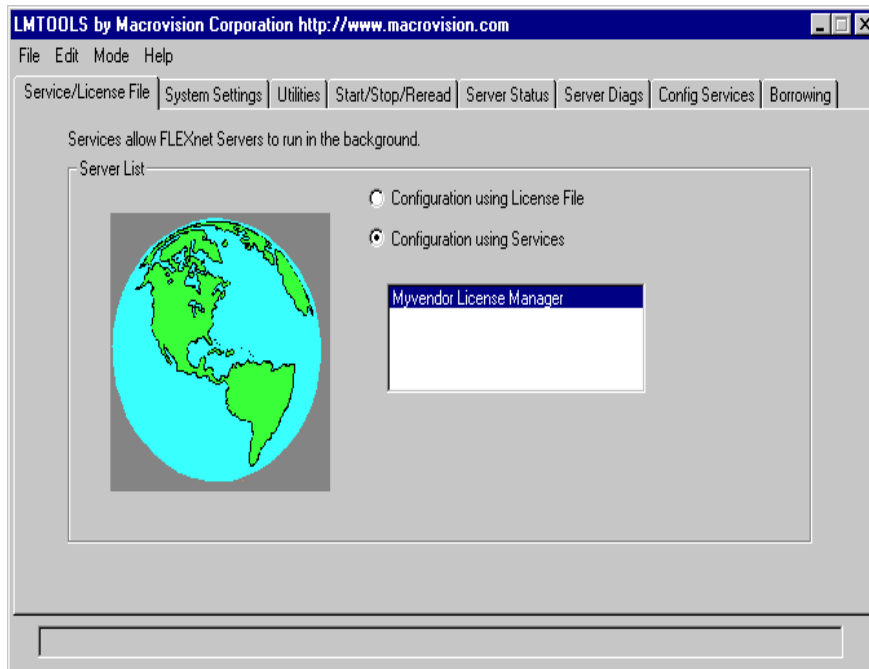 LMTOOLS by Macrovision Corporation http://www.macrovision.com
File Edit Mode Help
Service/License File System Settings Utilities Start/Stop/Reread Server Status Server Diags Config Services Borrowing
Services allow FLEXnet Servers to run in the background.
Server List
Configuration using License File
Configuration using Services
Myvendor License Manager